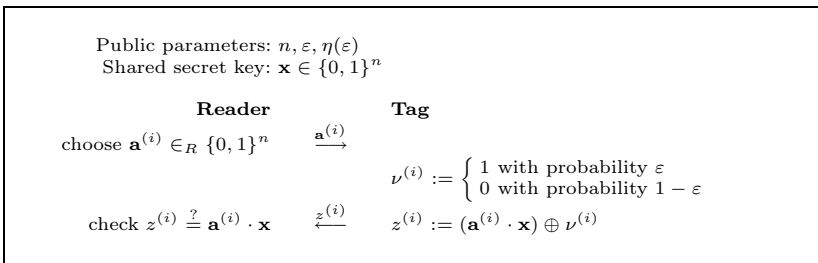 Public parameters: n, ε, η(ε)
Shared secret key: x ∈ {0, 1}ⁿ
Reader Tag
choose a⁽ⁱ⁾ ∈_R {0, 1}ⁿ a⁽ⁱ⁾ ⟶
ν⁽ⁱ⁾ := { 1 with probability ε
0 with probability 1 − ε
check z⁽ⁱ⁾ ≟ a⁽ⁱ⁾ · x z⁽ⁱ⁾ ⟵ z⁽ⁱ⁾ := (a⁽ⁱ⁾ · x) ⊕ ν⁽ⁱ⁾